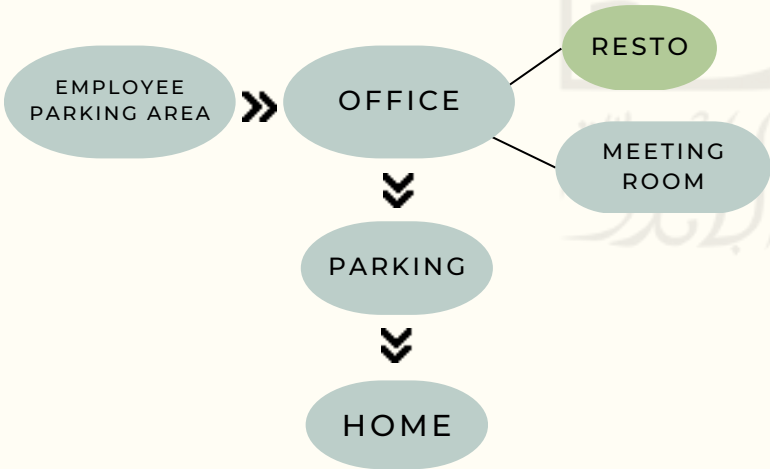 RESTO
EMPLOYEE
PARKING AREA
OFFICE
MEETING
ROOM
PARKING
HOME